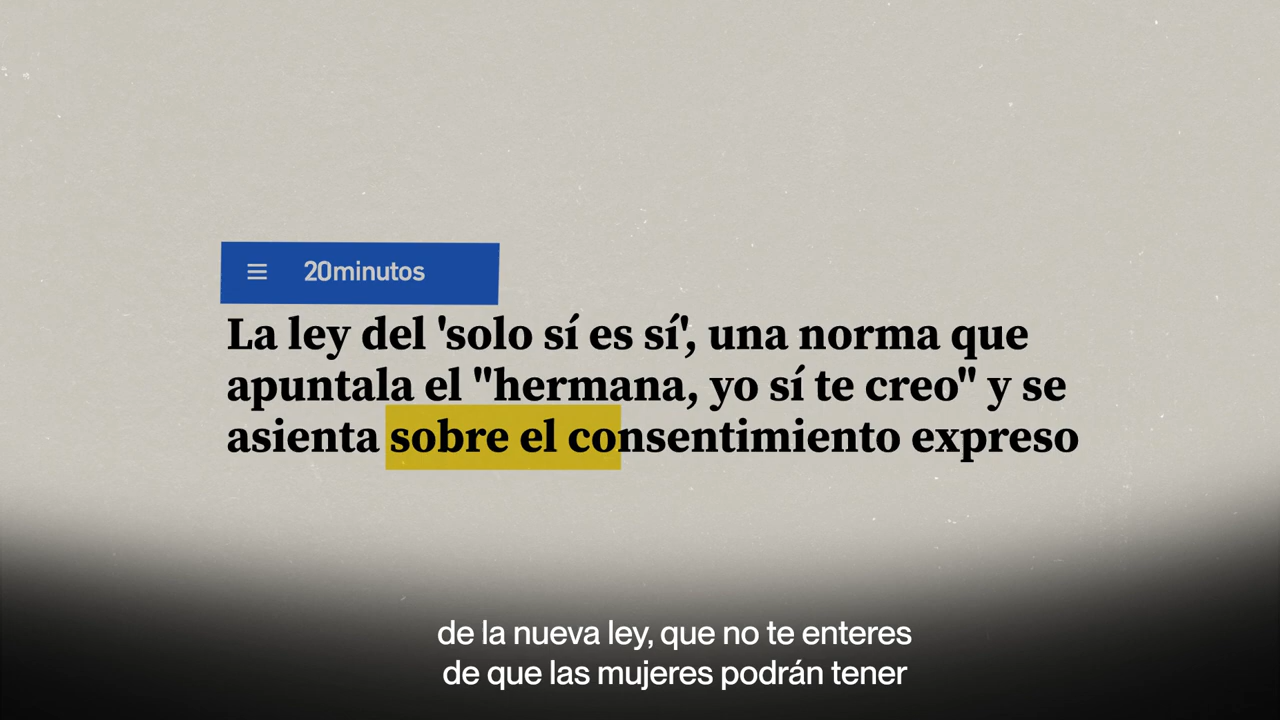 20minutos
La ley del 'solo sí es sí', una norma que
apuntala el "hermana, yo sí te creo" y se
asienta sobre el consentimiento expreso
de la nueva ley, que no te enteres
de que las mujeres podrán tener